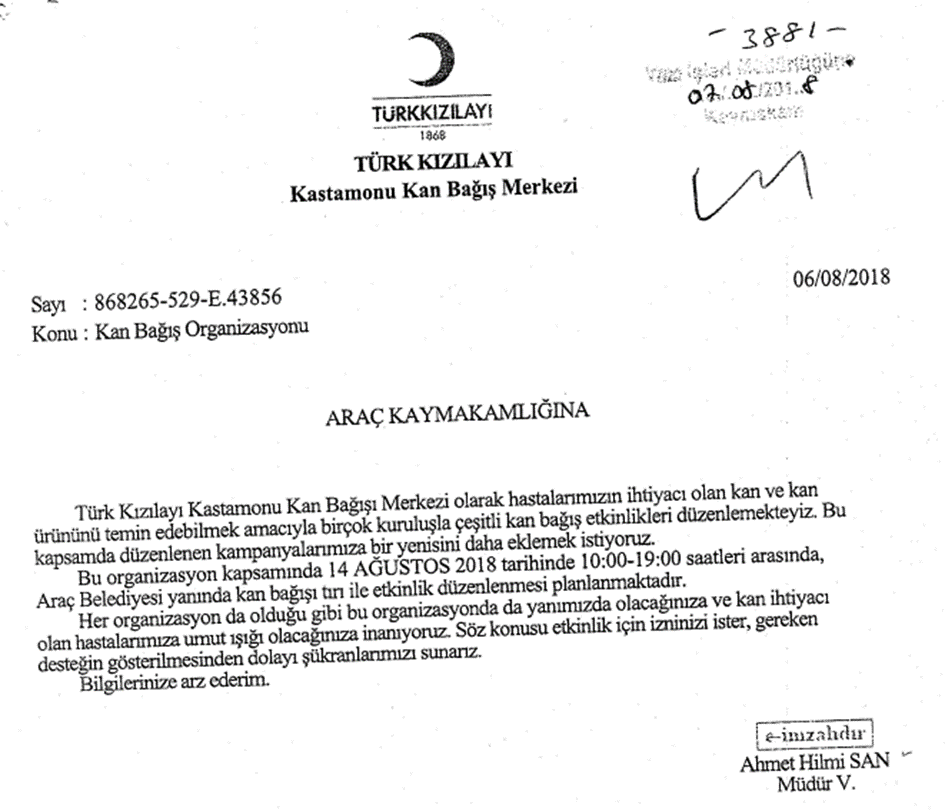 - 3881 -
Yazı İşleri Müdürlüğüne
07.08/2018
Kaymakam
TÜRKKIZILAYI
1868
TÜRK KIZILAYI
Kastamonu Kan Bağış Merkezi
06/08/2018
Sayı : 868265-529-E.43856
Konu : Kan Bağış Organizasyonu
ARAÇ KAYMAKAMLIĞINA
Türk Kızılayı Kastamonu Kan Bağışı Merkezi olarak hastalarımızın ihtiyacı olan kan ve kan
ürününü temin edebilmek amacıyla birçok kuruluşla çeşitli kan bağış etkinlikleri düzenlemekteyiz. Bu
kapsamda düzenlenen kampanyalarımıza bir yenisini daha eklemek istiyoruz.
Bu organizasyon kapsamında 14 AĞUSTOS 2018 tarihinde 10:00-19:00 saatleri arasında,
Araç Belediyesi yanında kan bağışı tırı ile etkinlik düzenlenmesi planlanmaktadır.
Her organizasyon da olduğu gibi bu organizasyonda da yanımızda olacağınıza ve kan ihtiyacı
olan hastalarımıza umut ışığı olacağınıza inanıyoruz. Söz konusu etkinlik için izninizi ister, gereken
desteğin gösterilmesinden dolayı şükranlarımızı sunarız.
Bilgilerinize arz ederim.
e-imzalıdır
Ahmet Hilmi SAN
Müdür V.